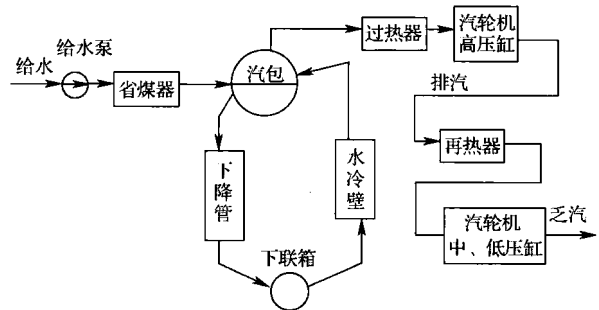 给水
给水泵
省煤器
汽包
过热器
汽轮机
高压缸
排汽
再热器
汽轮机
中、低压缸
乏汽
下降管
下联箱
水冷壁